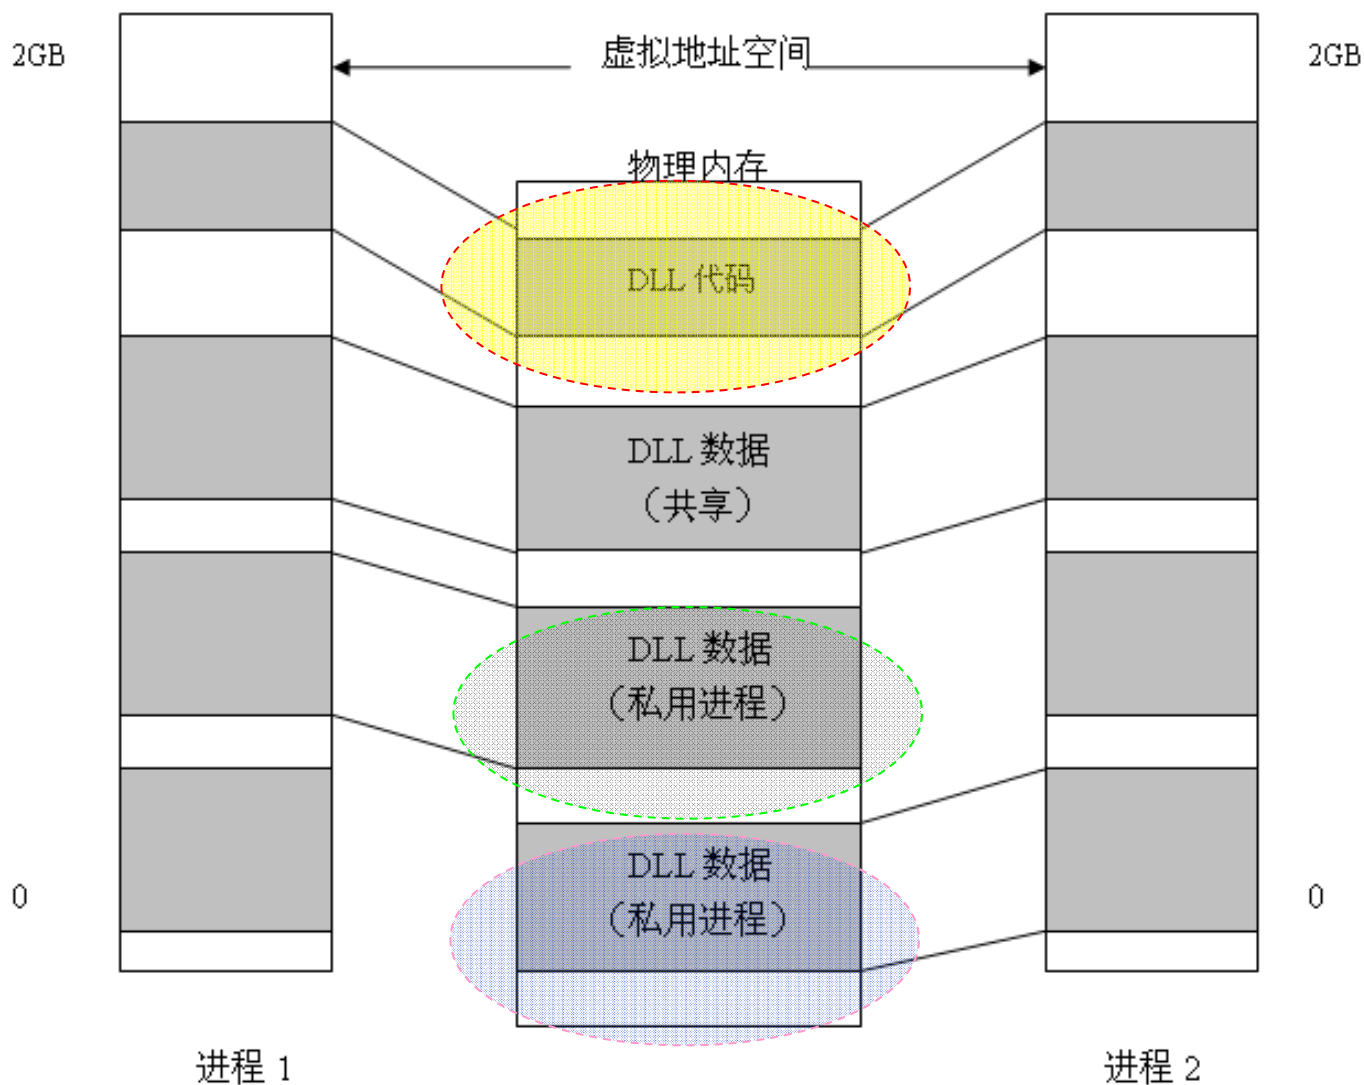 2GB
虚拟地址空间
2GB
物理内存
DLL 代码
DLL 数据
（共享）
DLL 数据
（私用进程）
DLL 数据
（私用进程）
0
0
进程 1
进程 2